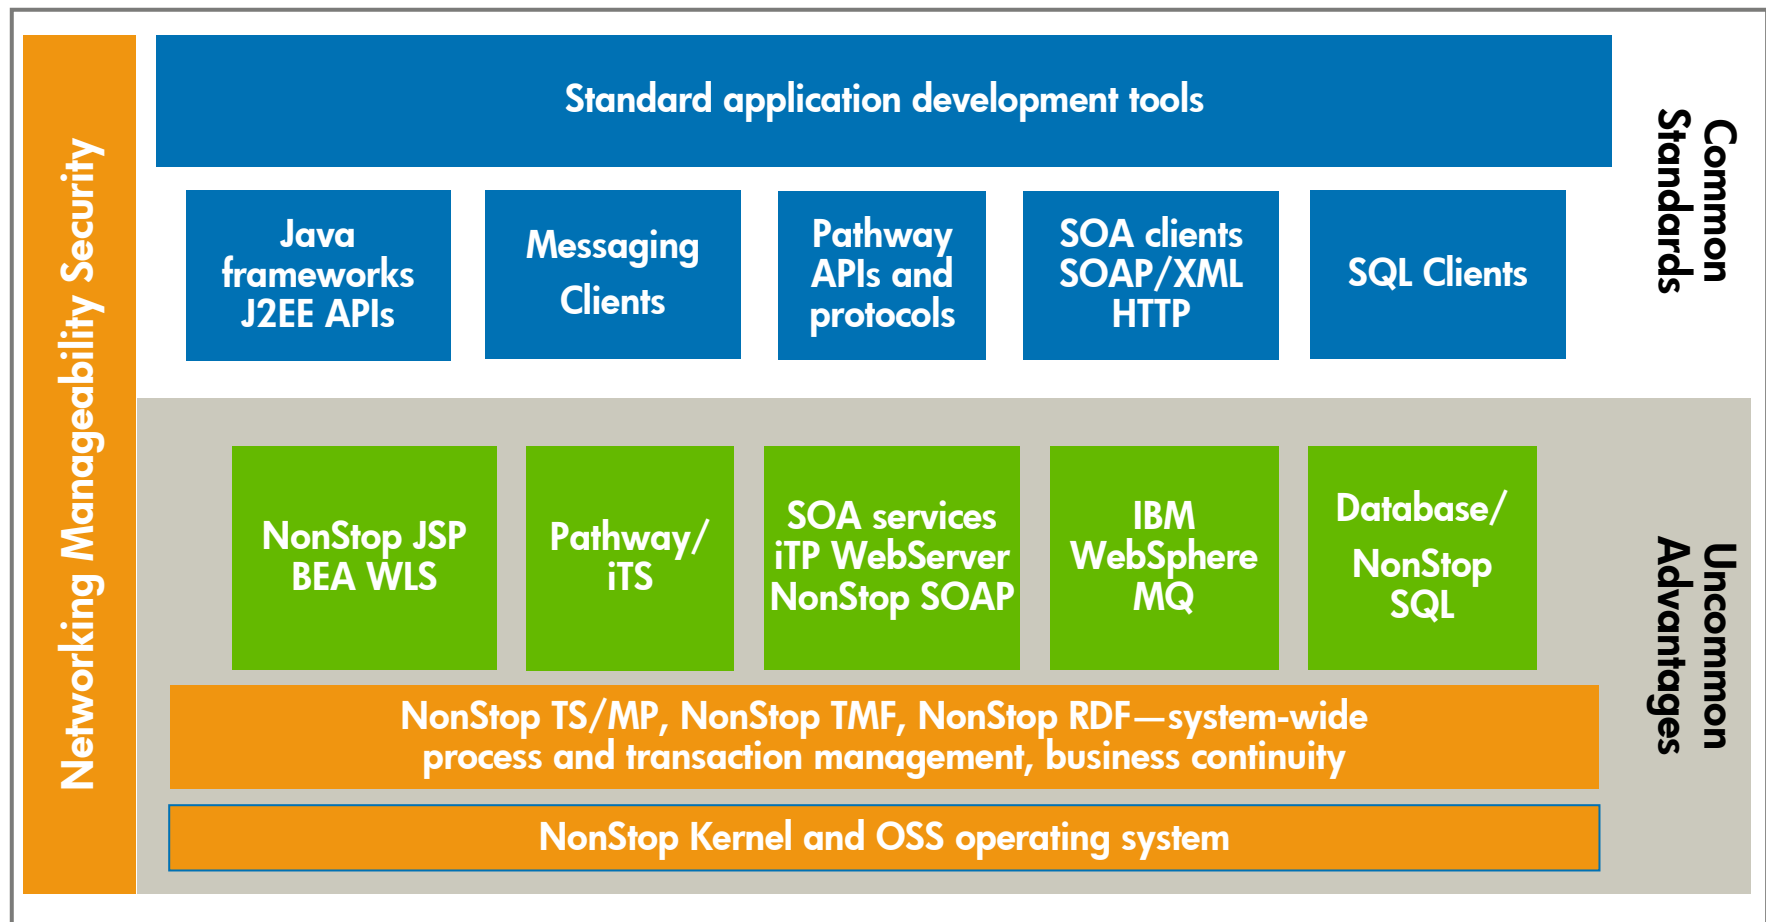 Networking Manageability Security
Standard application development tools
Java
frameworks
J2EE APIs
Messaging
Clients
Pathway
APIs and
protocols
SOA clients
SOAP/XML
HTTP
SQL Clients
Common
Standards
NonStop JSP
BEA WLS
Pathway/
iTS
SOA services
iTP WebServer
NonStop SOAP
IBM
WebSphere
MQ
Database/
NonStop
SQL
Uncommon
Advantages
NonStop TS/MP, NonStop TMF, NonStop RDF—system-wide
process and transaction management, business continuity
NonStop Kernel and OSS operating system